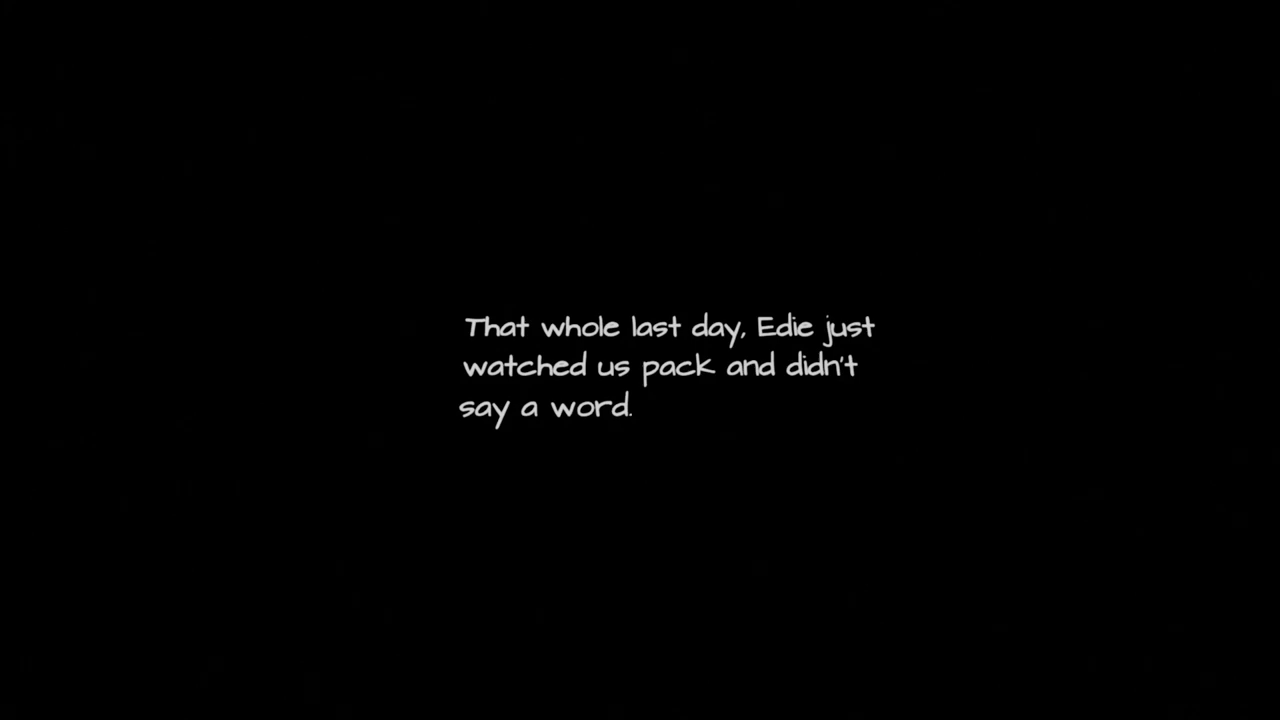 That whole last day, Edie just
watched us pack and didn't
say a word.